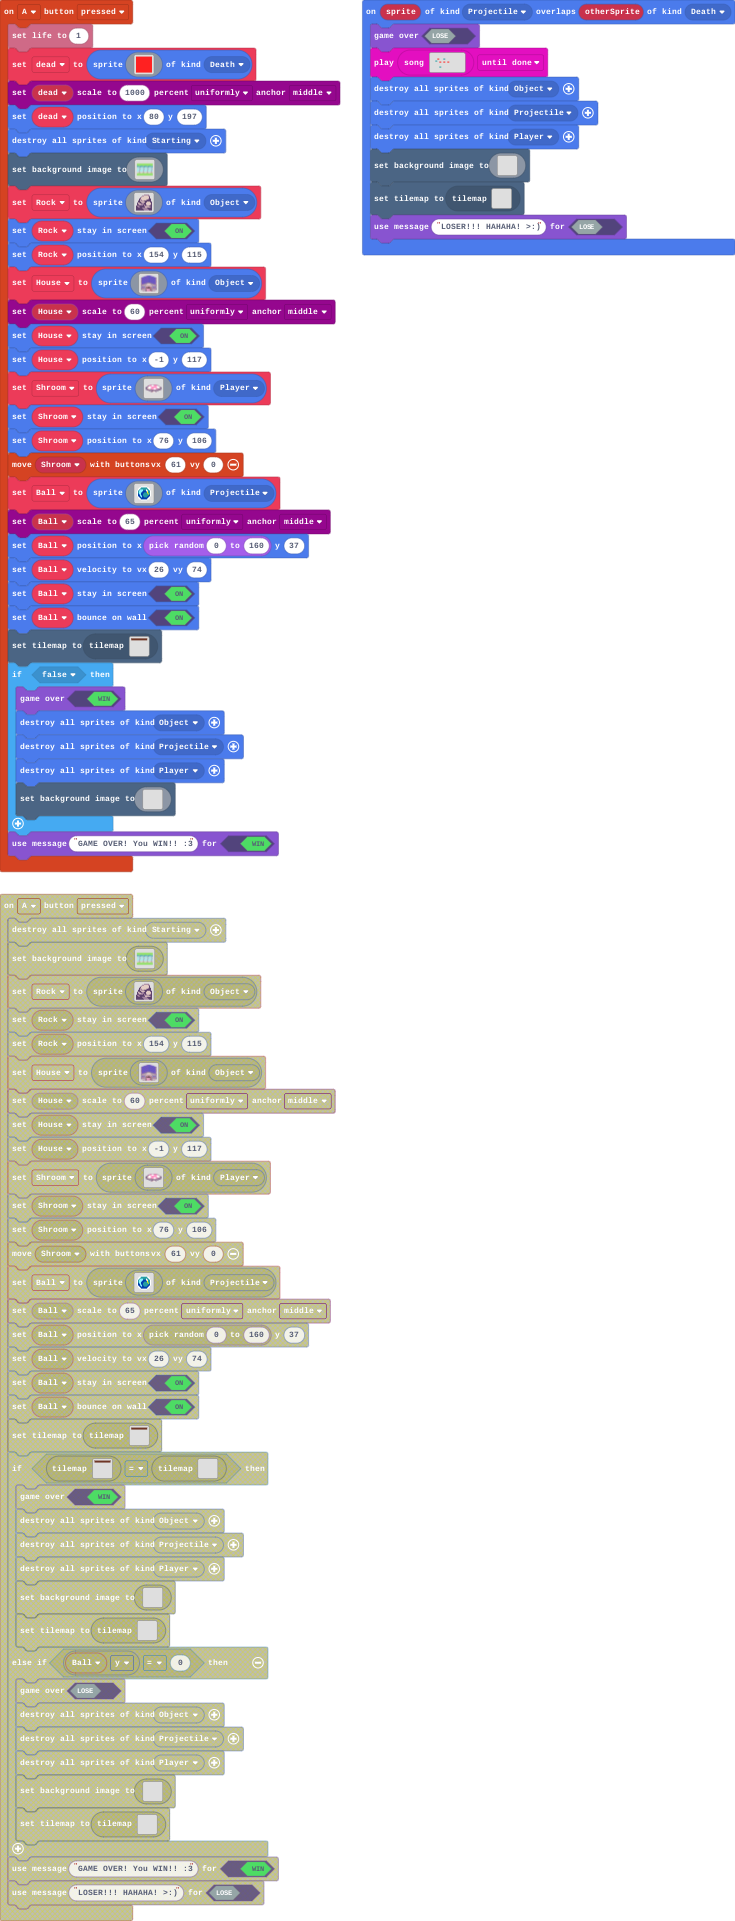 on A button pressed
set life to 1
set dead to sprite of kind Death
set dead scale to 1000 percent uniformly anchor middle
set dead position to x 80 y 197
destroy all sprites of kind Starting
set background image to
set Rock to sprite of kind Object
set Rock stay in screen ON
set Rock position to x 154 y 115
set House to sprite of kind Object
set House scale to 60 percent uniformly anchor middle
set House stay in screen ON
set House position to x -1 y 117
set Shroom to sprite of kind Player
set Shroom stay in screen ON
set Shroom position to x 76 y 106
move Shroom with buttons vx 61 vy 0
set Ball to sprite of kind Projectile
set Ball scale to 65 percent uniformly anchor middle
set Ball position to x pick random 0 to 160 y 37
set Ball velocity to vx 26 vy 74
set Ball stay in screen ON
set Ball bounce on wall ON
set tilemap to tilemap
if false then
game over WIN
destroy all sprites of kind Object
destroy all sprites of kind Projectile
destroy all sprites of kind Player
set background image to
use message "GAME OVER! You WIN!! :3" for WIN
on sprite of kind Projectile overlaps otherSprite of kind Death
game over LOSE
play song until done
destroy all sprites of kind Object
destroy all sprites of kind Projectile
destroy all sprites of kind Player
set background image to
set tilemap to tilemap
use message "LOSER!!! HAHAHA! >:)" for LOSE
on A button pressed
destroy all sprites of kind Starting
set background image to
set Rock to sprite of kind Object
set Rock stay in screen ON
set Rock position to x 154 y 115
set House to sprite of kind Object
set House scale to 60 percent uniformly anchor middle
set House stay in screen ON
set House position to x -1 y 117
set Shroom to sprite of kind Player
set Shroom stay in screen ON
set Shroom position to x 76 y 106
move Shroom with buttons vx 61 vy 0
set Ball to sprite of kind Projectile
set Ball scale to 65 percent uniformly anchor middle
set Ball position to x pick random 0 to 160 y 37
set Ball velocity to vx 26 vy 74
set Ball stay in screen ON
set Ball bounce on wall ON
set tilemap to tilemap
if tilemap = tilemap then
game over WIN
destroy all sprites of kind Object
destroy all sprites of kind Projectile
destroy all sprites of kind Player
set background image to
set tilemap to tilemap
else if Ball y = 0 then
game over LOSE
destroy all sprites of kind Object
destroy all sprites of kind Projectile
destroy all sprites of kind Player
set background image to
set tilemap to tilemap
use message "GAME OVER! You WIN!! :3" for WIN
use message "LOSER!!! HAHAHA! >:)" for LOSE